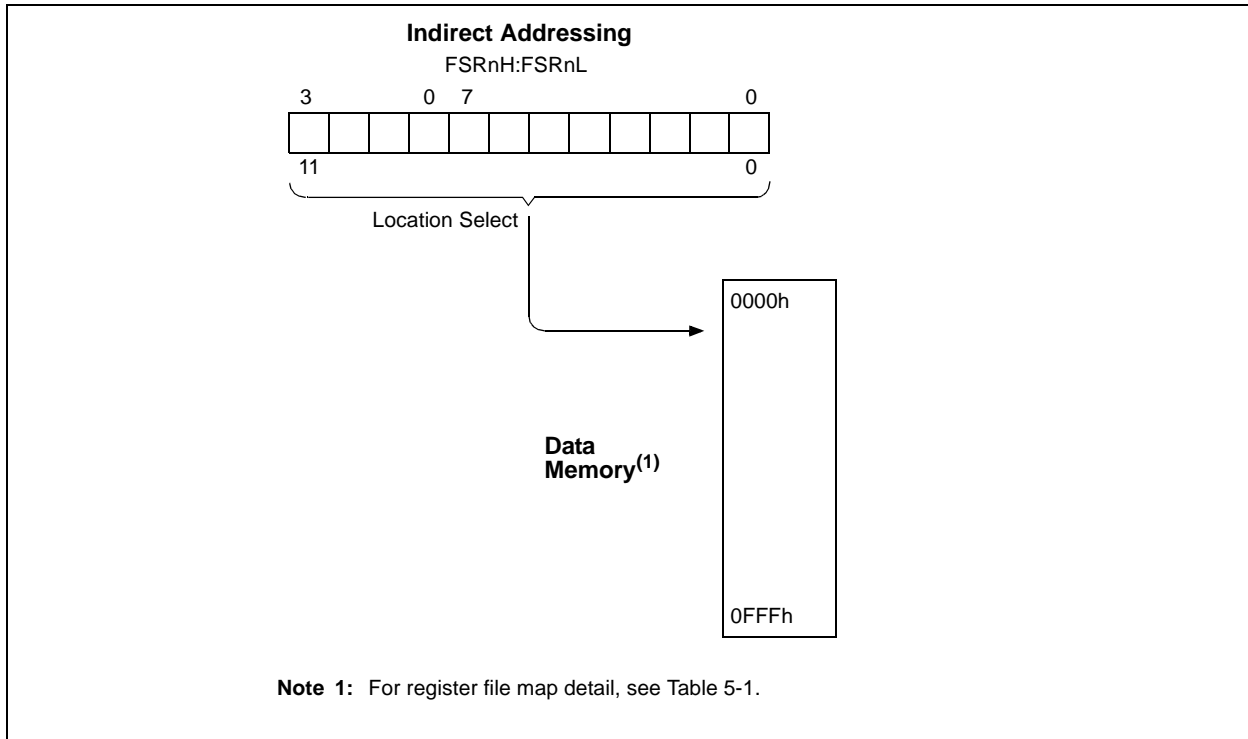 Indirect Addressing
FSRnH:FSRnL
3 0 7 0
11 0
Location Select
0000h
Data
Memory(1)
0FFFh
Note 1: For register file map detail, see Table 5-1.